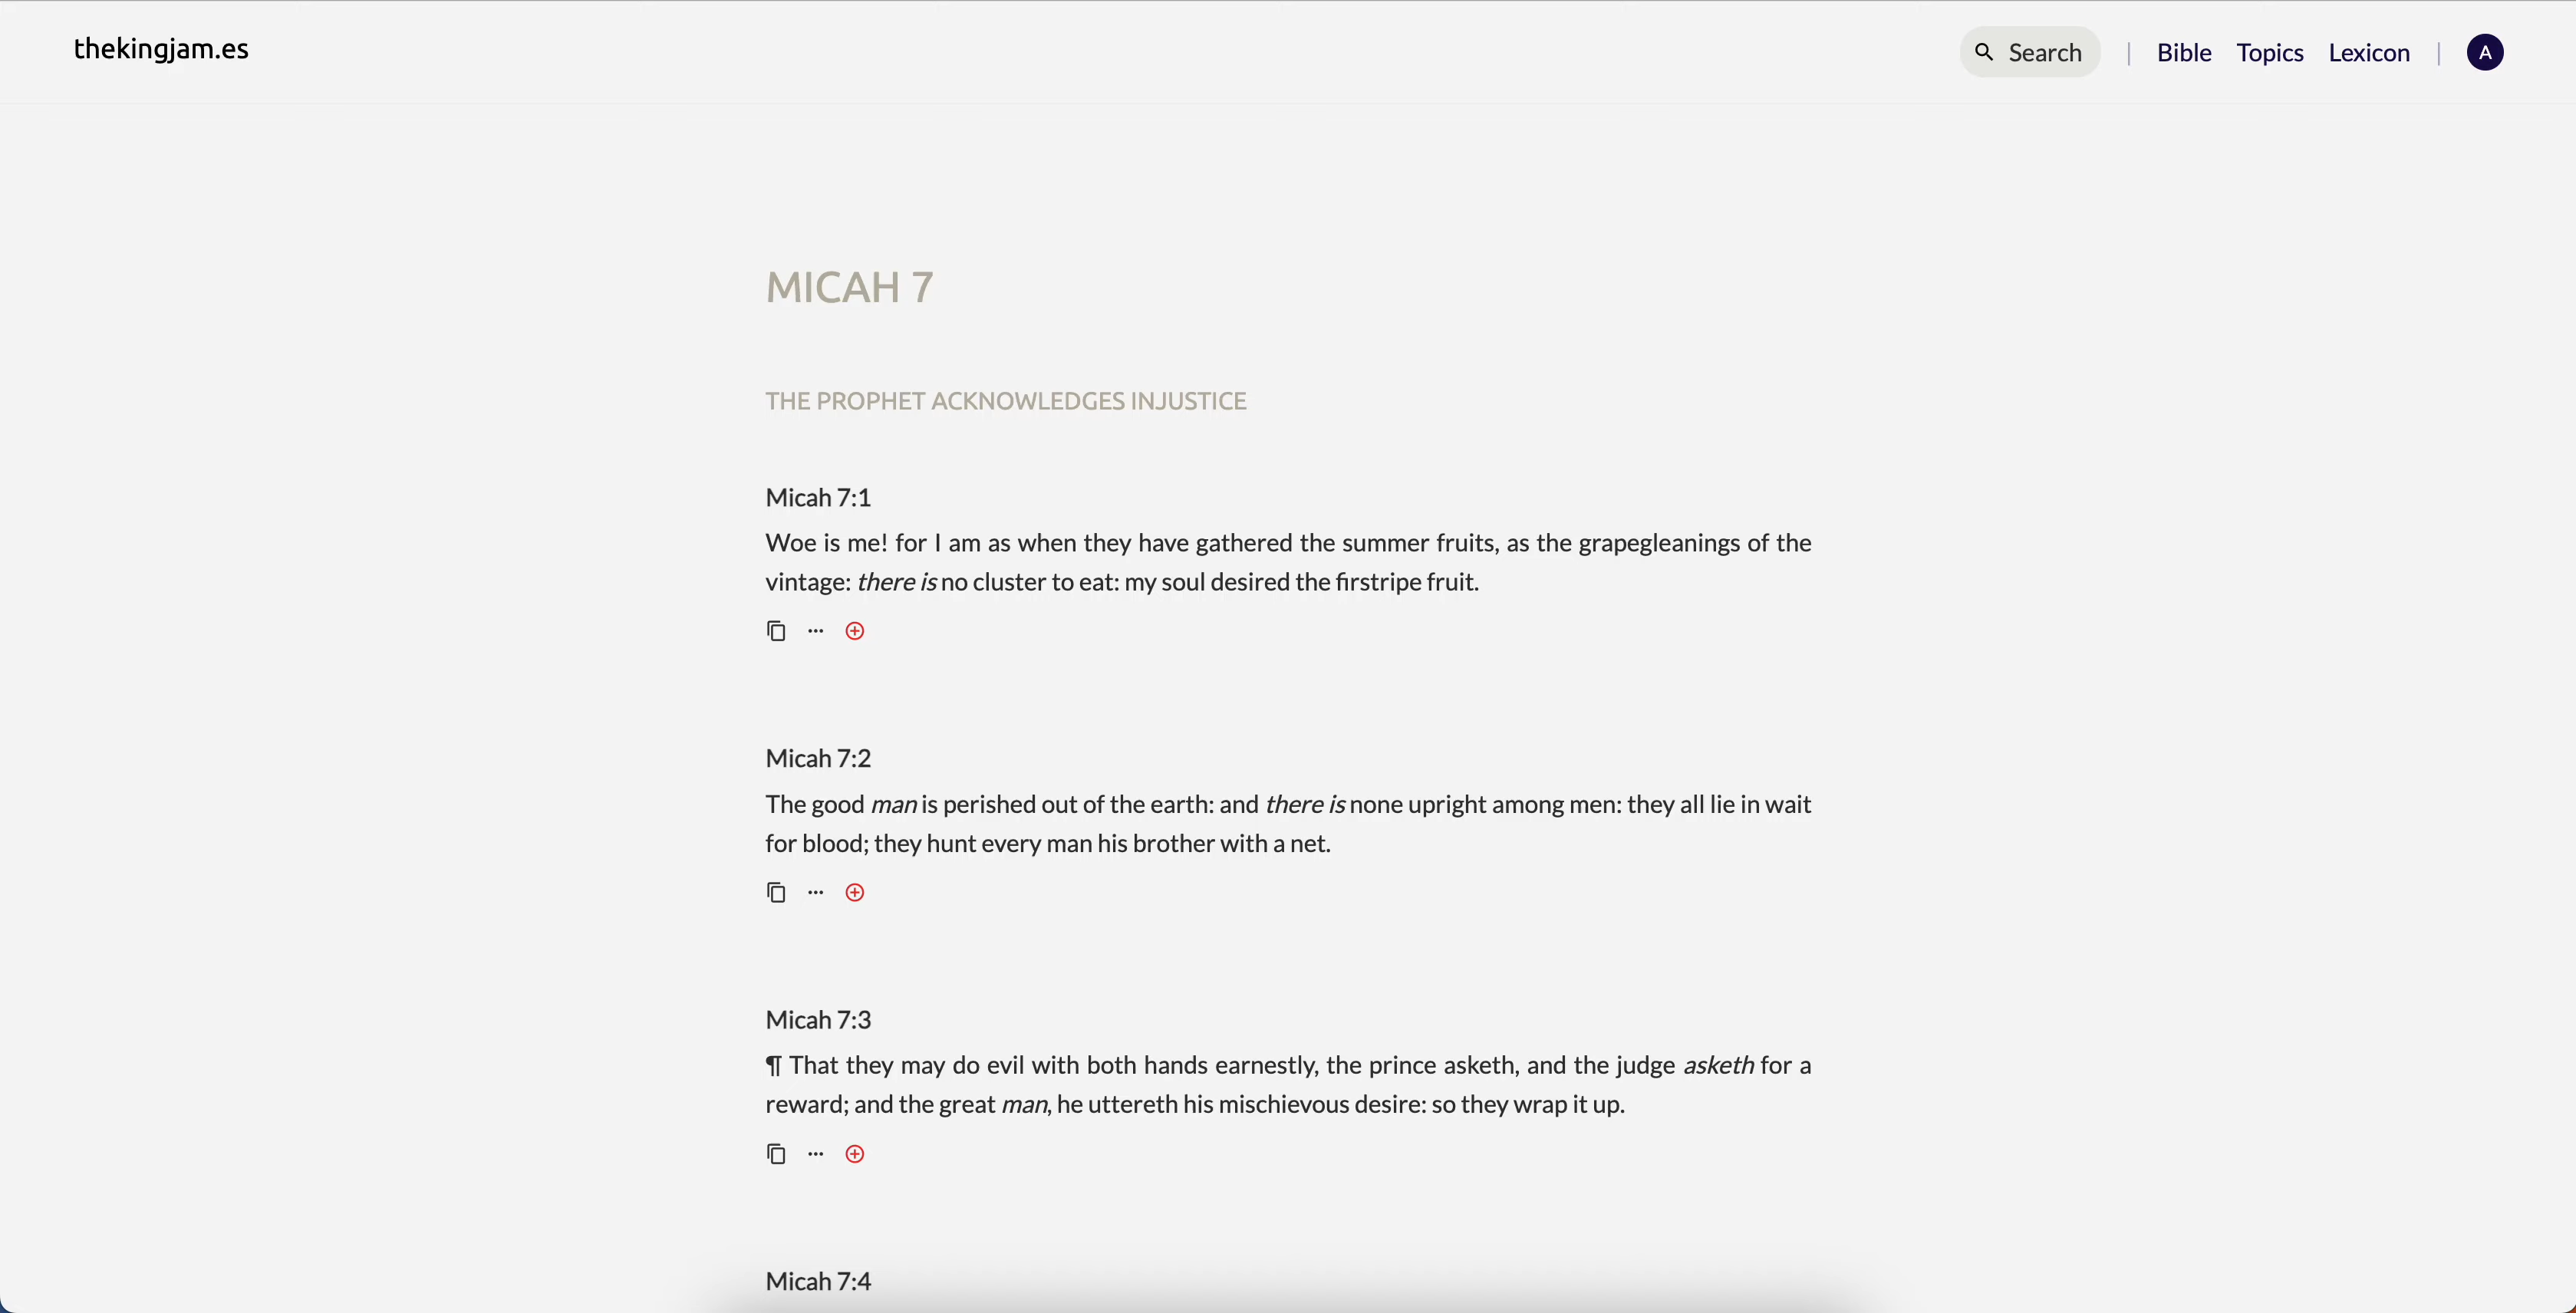 thekingjam.es
Search | Bible Topics Lexicon | A
MICAH 7
THE PROPHET ACKNOWLEDGES INJUSTICE
Micah 7:1
Woe is me! for I am as when they have gathered the summer fruits, as the grapegleanings of the
vintage: there is no cluster to eat: my soul desired the firstripe fruit.
Micah 7:2
The good man is perished out of the earth: and there is none upright among men: they all lie in wait
for blood; they hunt every man his brother with a net.
Micah 7:3
¶ That they may do evil with both hands earnestly, the prince asketh, and the judge asketh for a
reward; and the great man, he uttereth his mischievous desire: so they wrap it up.
Micah 7:4